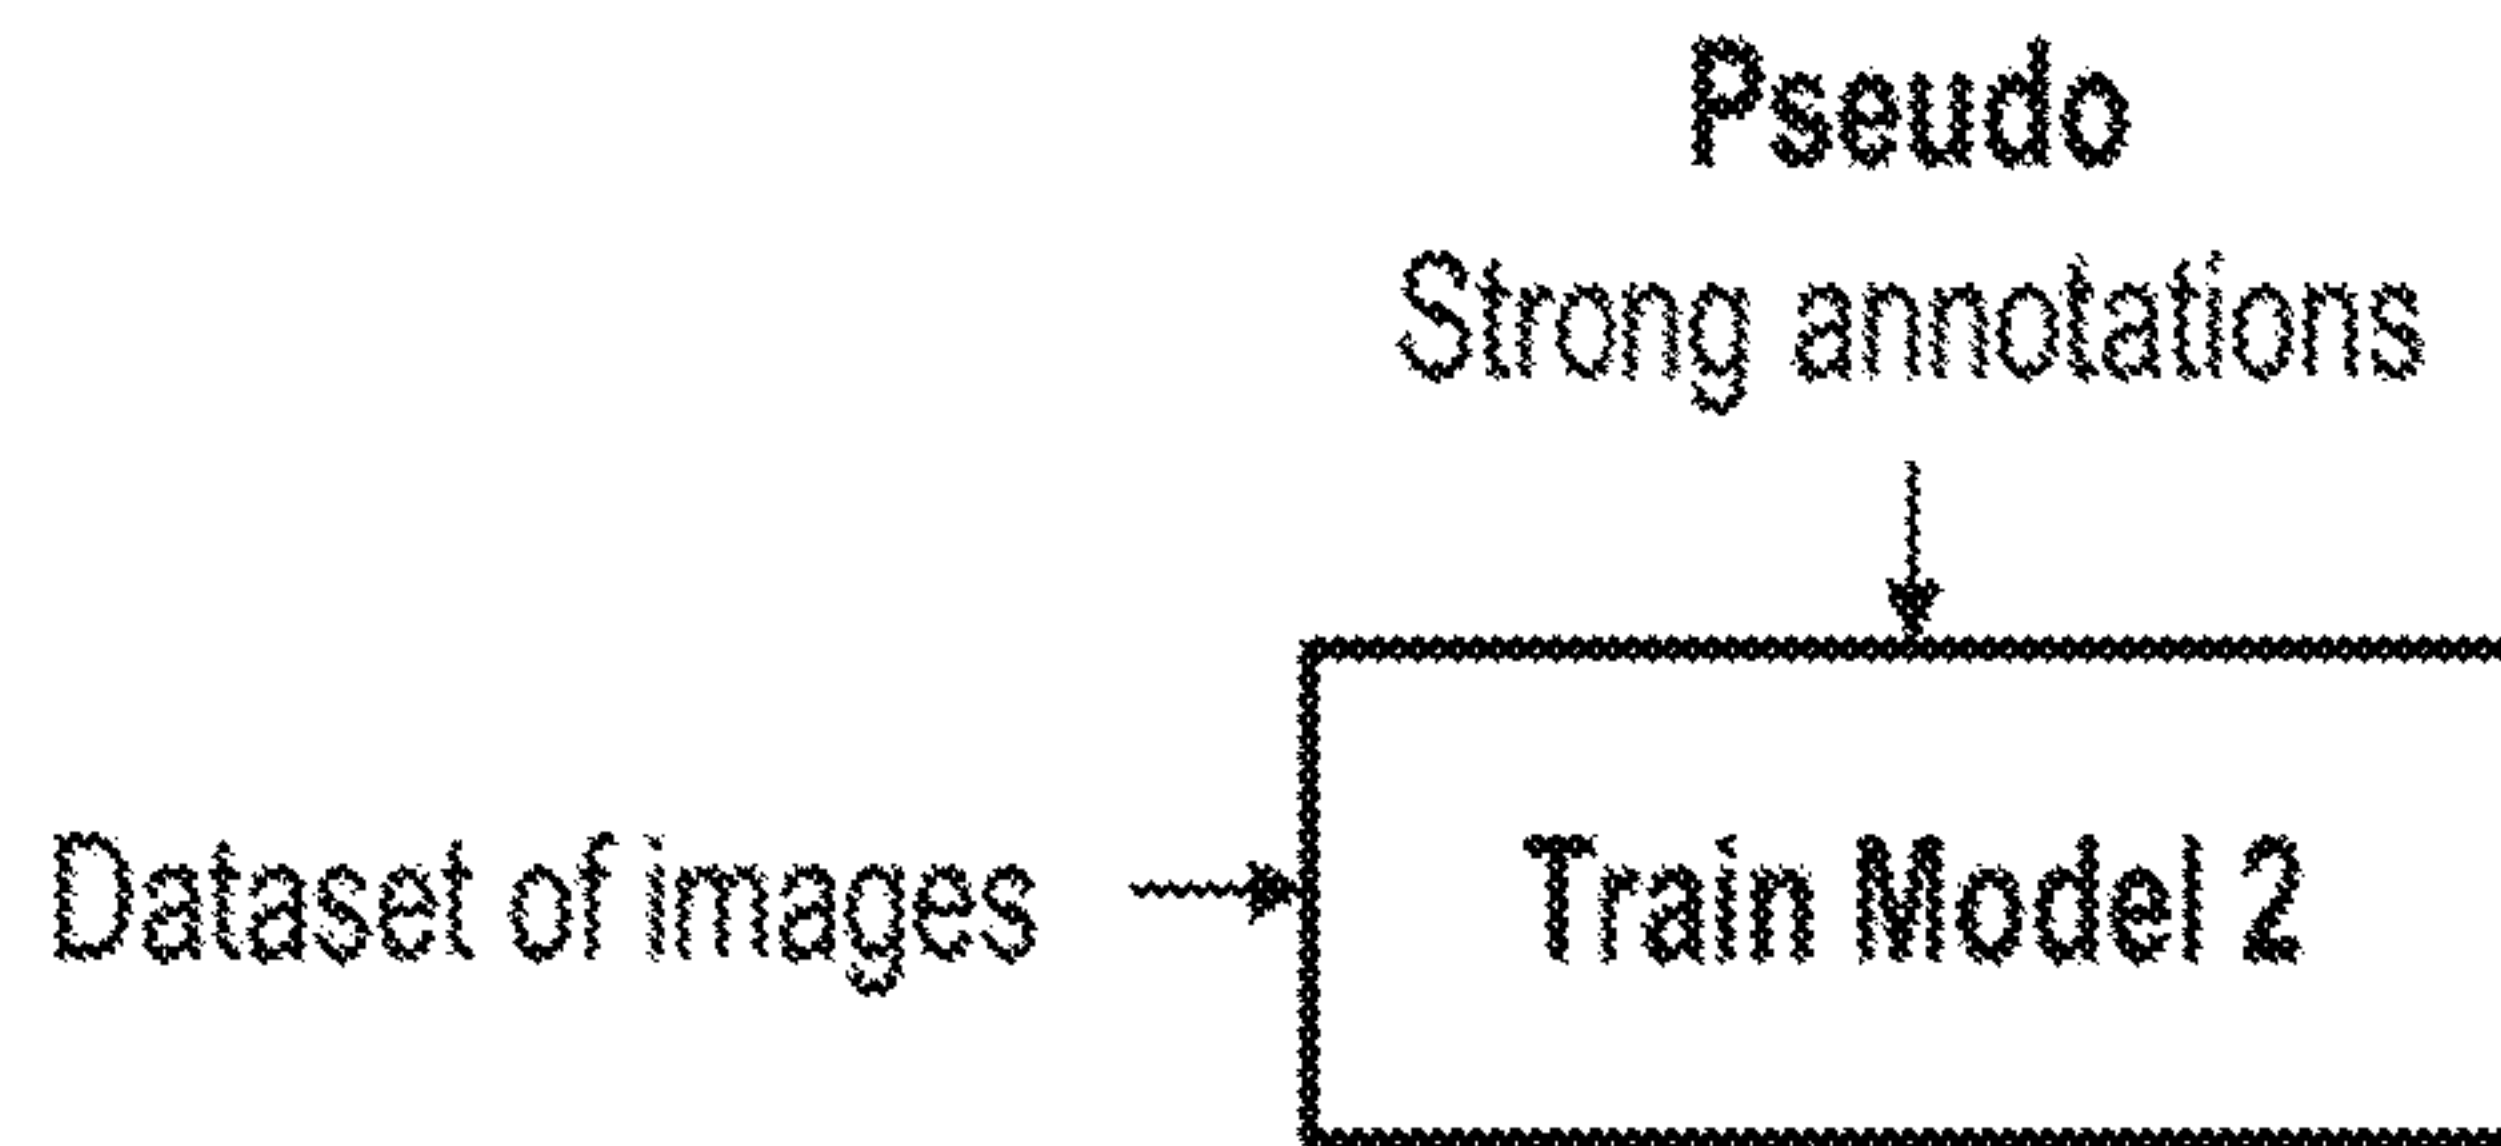 Pseudo
Strong annotations
Dataset of images
Train Model 2